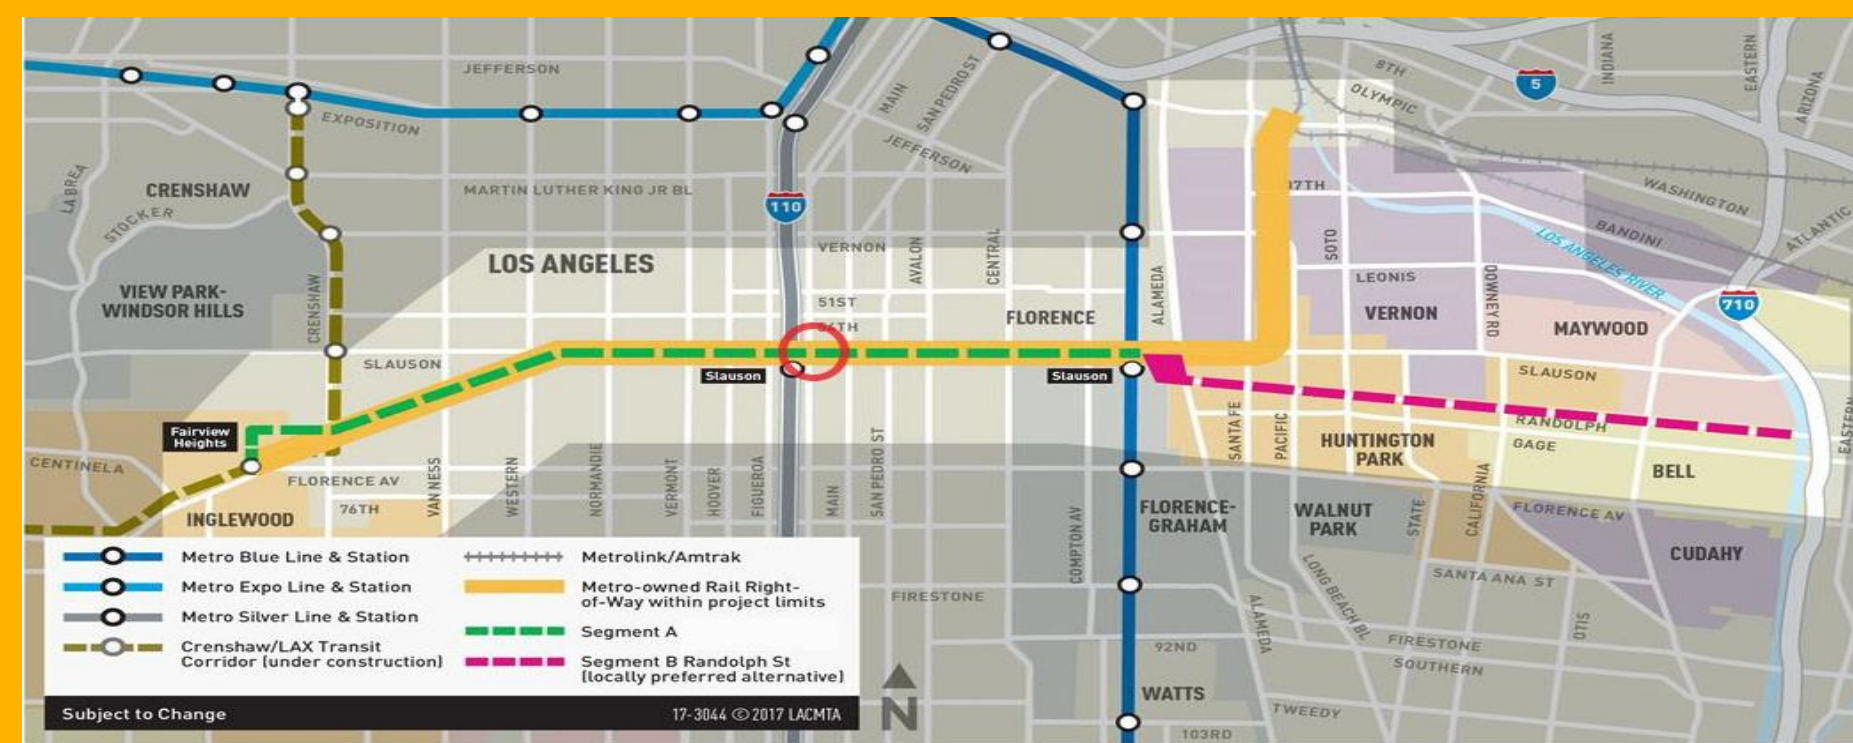 JEFFERSON
EXPOSITION
MAIN
SAN PEDRO ST
JEFFERSON
8TH
OLYMPIC
5
INDIANA
EASTERN
ARIZONA
LA BREA
CRENSHAW
STOCKER
MARTIN LUTHER KING JR BL
110
WASHINGTON
BANDINI
ATLANTIC
VERNON
AVALON
CENTRAL
SOTO
LOS ANGELES RIVER
LOS ANGELES
VIEW PARK-
WINDSOR HILLS
CRENSHAW
51ST
FLORENCE
ALAMEDA
LEONIS
VERNON
DOWNEY RD
MAYWOOD
710
SLAUSON
Slauson
Slauson
SLAUSON
Fairview
Heights
SANTA FE
PACIFIC
RANDOLPH
GAGE
EASTERN
HUNTINGTON
PARK
BELL
CENTINELA
FLORENCE AV
76TH
INGLEWOOD
VAN NESS
WESTERN
NORMANDIE
VERMONT
HOOVER
FIGUEROA
MAIN
SAN PEDRO ST
COMPTON AV
FLORENCE-
GRAHAM
WALNUT
PARK
STATE
CALIFORNIA
FLORENCE AV
CUDAHY
SANTA ANA ST
FIRESTONE
ALAMEDA
LONG BEACH BL
OTIS
FIRESTONE
SOUTHERN
92ND
WATTS
TWEEDY
103RD
Metro Blue Line & Station
Metro Expo Line & Station
Metro Silver Line & Station
Crenshaw/LAX Transit
Corridor (under construction)
Metrolink/Amtrak
Metro-owned Rail Right-
of-Way within project limits
Segment A
Segment B Randolph St
(locally preferred alternative)
Subject to Change
17-3044 © 2017 LACMTA
N